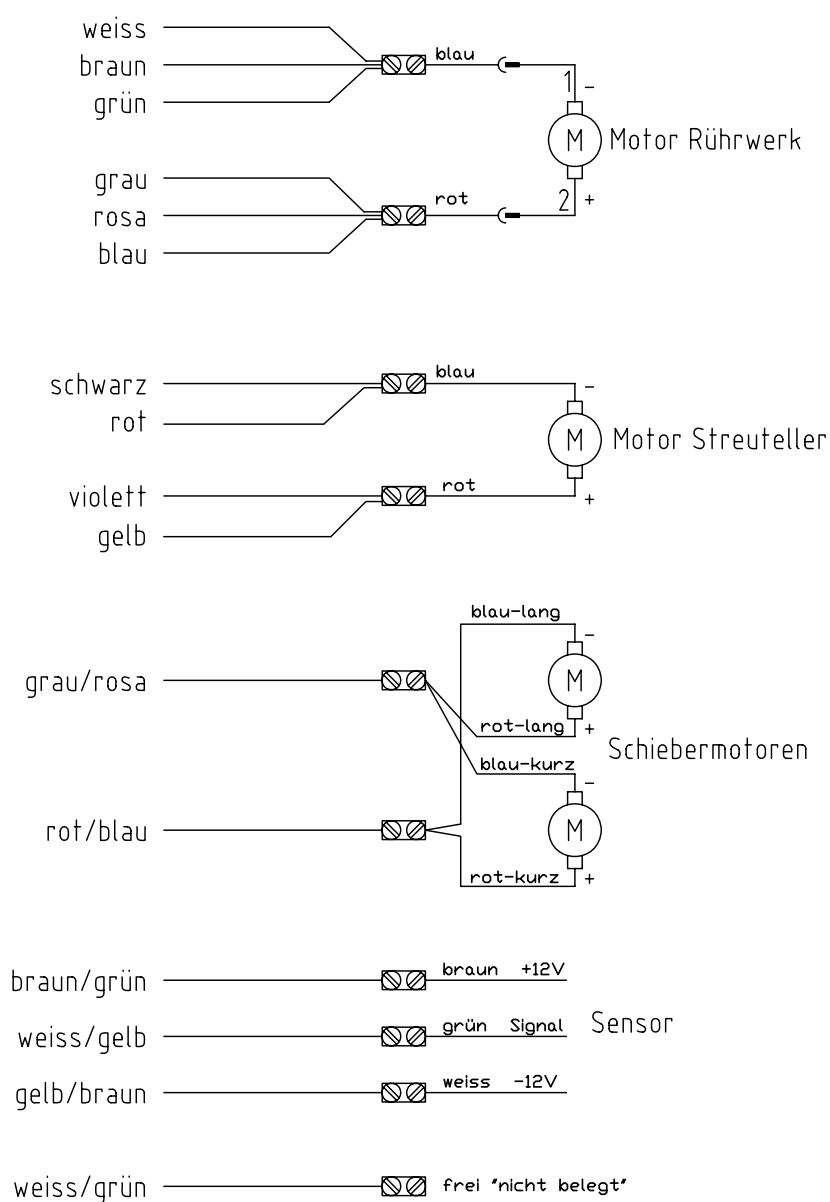 weiss
blau
braun
1 -
grün
M Motor Rührwerk
grau
rot
2 +
rosa
blau
blau
schwarz
-
rot
M Motor Streuteller
rot
violett
+
gelb
blau-lang
-
grau/rosa
M
rot-lang
+
Schiebermotoren
blau-kurz
-
rot/blau
M
rot-kurz
+
braun +12V
braun/grün
grün Signal
Sensor
weiss/gelb
weiss -12V
gelb/braun
weiss/grün
frei "nicht belegt"